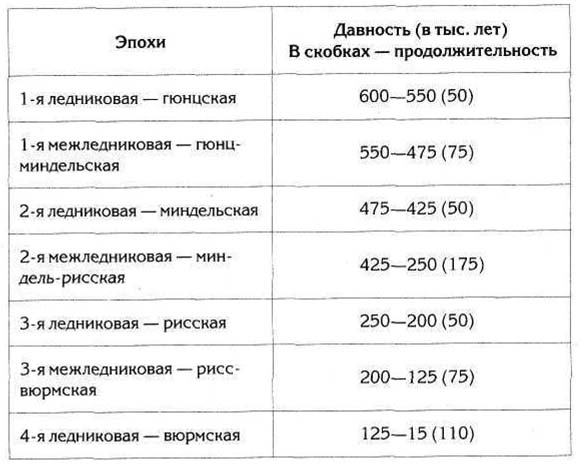 Эпохи
Давность (в тыс. лет)
В скобках — продолжительность
1-я ледниковая — гюнцская
600—550 (50)
1-я межледниковая — гюнц-
миндельская
550—475 (75)
2-я ледниковая — миндельская
475—425 (50)
2-я межледниковая — мин-
дель-рисская
425—250 (175)
3-я ледниковая — рисская
250—200 (50)
3-я межледниковая — рисс-
вюрмская
200—125 (75)
4-я ледниковая — вюрмская
125—15 (110)